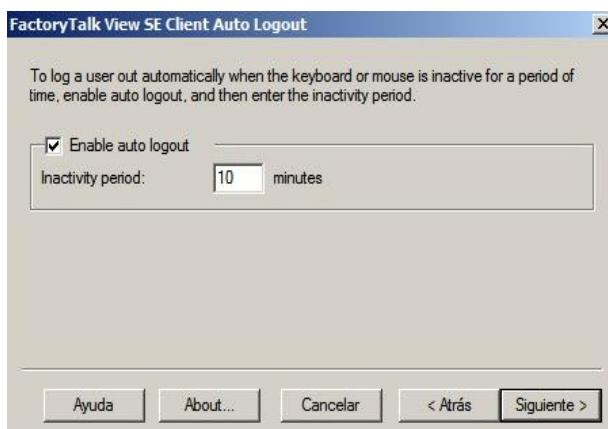 FactoryTalk View SE Client Auto Logout
To log a user out automatically when the keyboard or mouse is inactive for a period of
time, enable auto logout, and then enter the inactivity period.
Enable auto logout
Inactivity period: 10 minutes
Ayuda About... Cancelar < Atrás Siguiente >